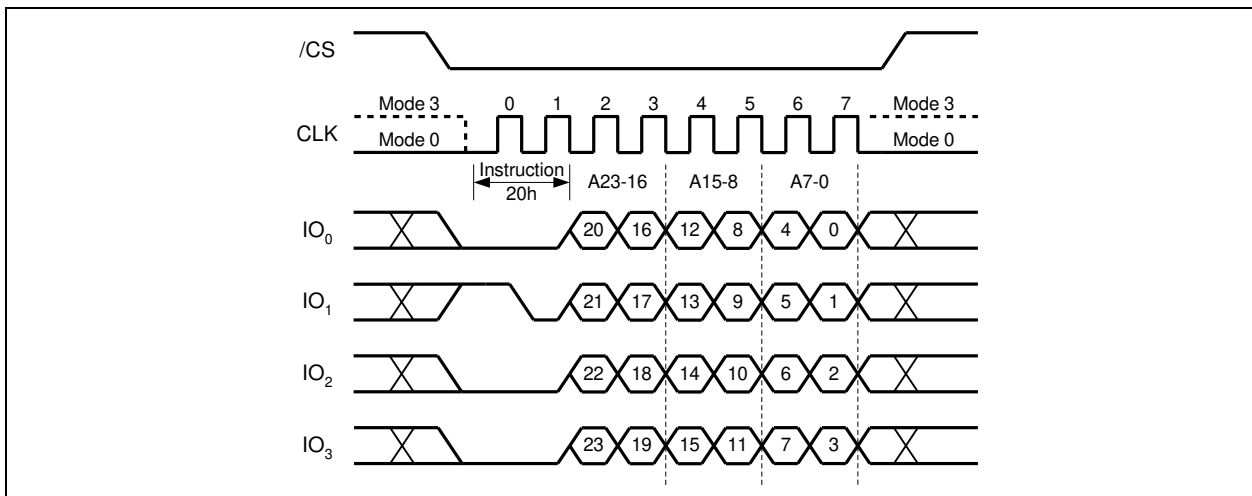 /CS
Mode 3 0 1 2 3 4 5 6 7 Mode 3
CLK
Mode 0 Mode 0
Instruction
20h
A23-16 A15-8 A7-0
IO0 20 16 12 8 4 0
IO1 21 17 13 9 5 1
IO2 22 18 14 10 6 2
IO3 23 19 15 11 7 3